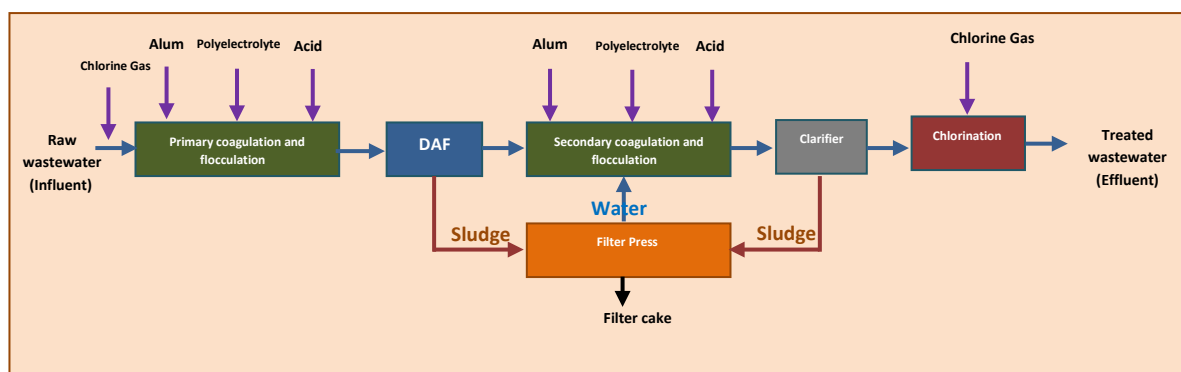 Chlorine Gas
Alum
Polyelectrolyte
Acid
Alum
Polyelectrolyte
Acid
Chlorine Gas
Raw
wastewater
(Influent)
Primary coagulation and
flocculation
DAF
Secondary coagulation and
flocculation
Clarifier
Chlorination
Treated
wastewater
(Effluent)
Water
Sludge
Filter Press
Sludge
Filter cake